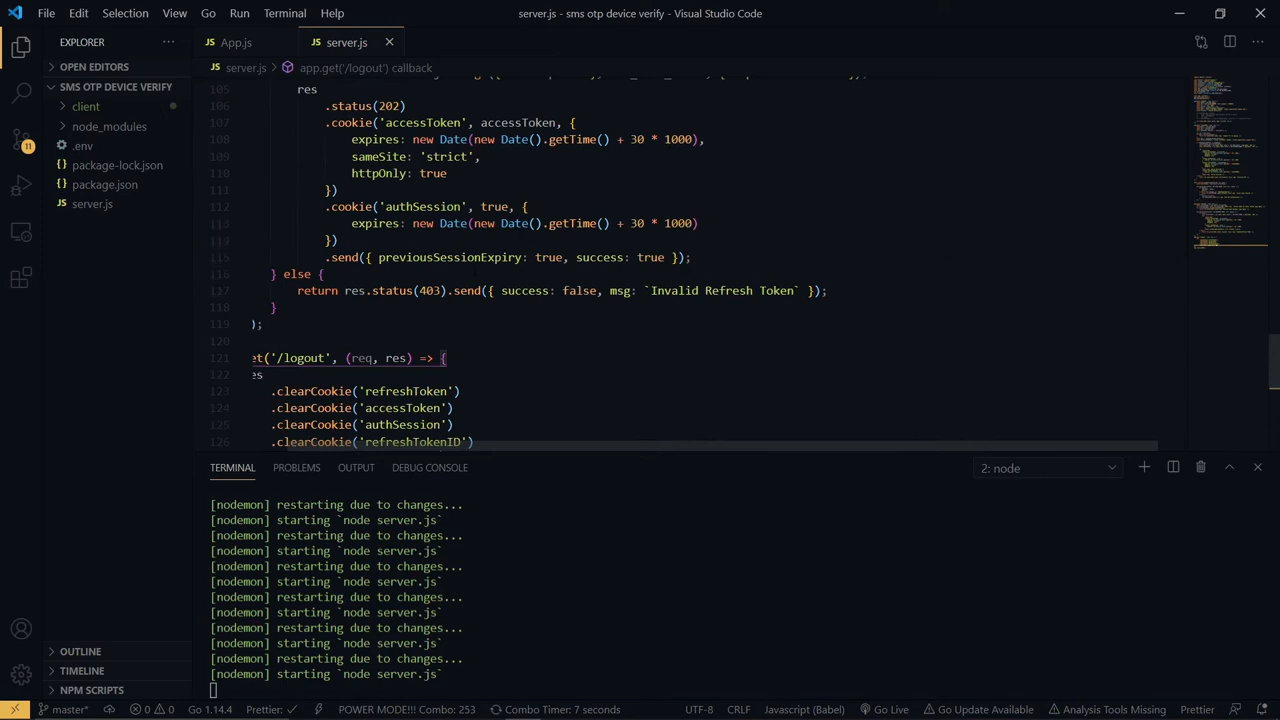 File Edit Selection View Go Run Terminal Help
server.js - sms otp device verify - Visual Studio Code
EXPLORER
OPEN EDITORS
SMS OTP DEVICE VERIFY
client
node_modules
.env
package-lock.json
package.json
server.js
OUTLINE
TIMELINE
NPM SCRIPTS
11
JS App.js
JS server.js
JS server.js > app.get('/logout') callback
105 res
106 .status(202)
107 .cookie('accessToken', accessToken, {
108 expires: new Date(new Date().getTime() + 30 * 1000),
109 sameSite: 'strict',
110 httpOnly: true
111 })
112 .cookie('authSession', true, {
113 expires: new Date(new Date().getTime() + 30 * 1000)
114 })
115 .send({ previousSessionExpiry: true, success: true });
116 } else {
117 return res.status(403).send({ success: false, msg: `Invalid Refresh Token` });
118 }
119 );
120
121 et('/logout', (req, res) => {
122 es
123 .clearCookie('refreshToken')
124 .clearCookie('accessToken')
125 .clearCookie('authSession')
126 .clearCookie('refreshTokenID')
TERMINAL PROBLEMS OUTPUT DEBUG CONSOLE
2: node
[nodemon] restarting due to changes...
[nodemon] starting `node server.js`
[nodemon] restarting due to changes...
[nodemon] starting `node server.js`
[nodemon] restarting due to changes...
[nodemon] starting `node server.js`
[nodemon] restarting due to changes...
[nodemon] starting `node server.js`
[nodemon] restarting due to changes...
[nodemon] starting `node server.js`
[nodemon] restarting due to changes...
[nodemon] starting `node server.js`
master* 0 0 Go 1.14.4 Prettier: ✓ POWER MODE!!! Combo: 253 Combo Timer: 7 seconds UTF-8 CRLF Javascript (Babel) Go Live Go Update Available Analysis Tools Missing Prettier